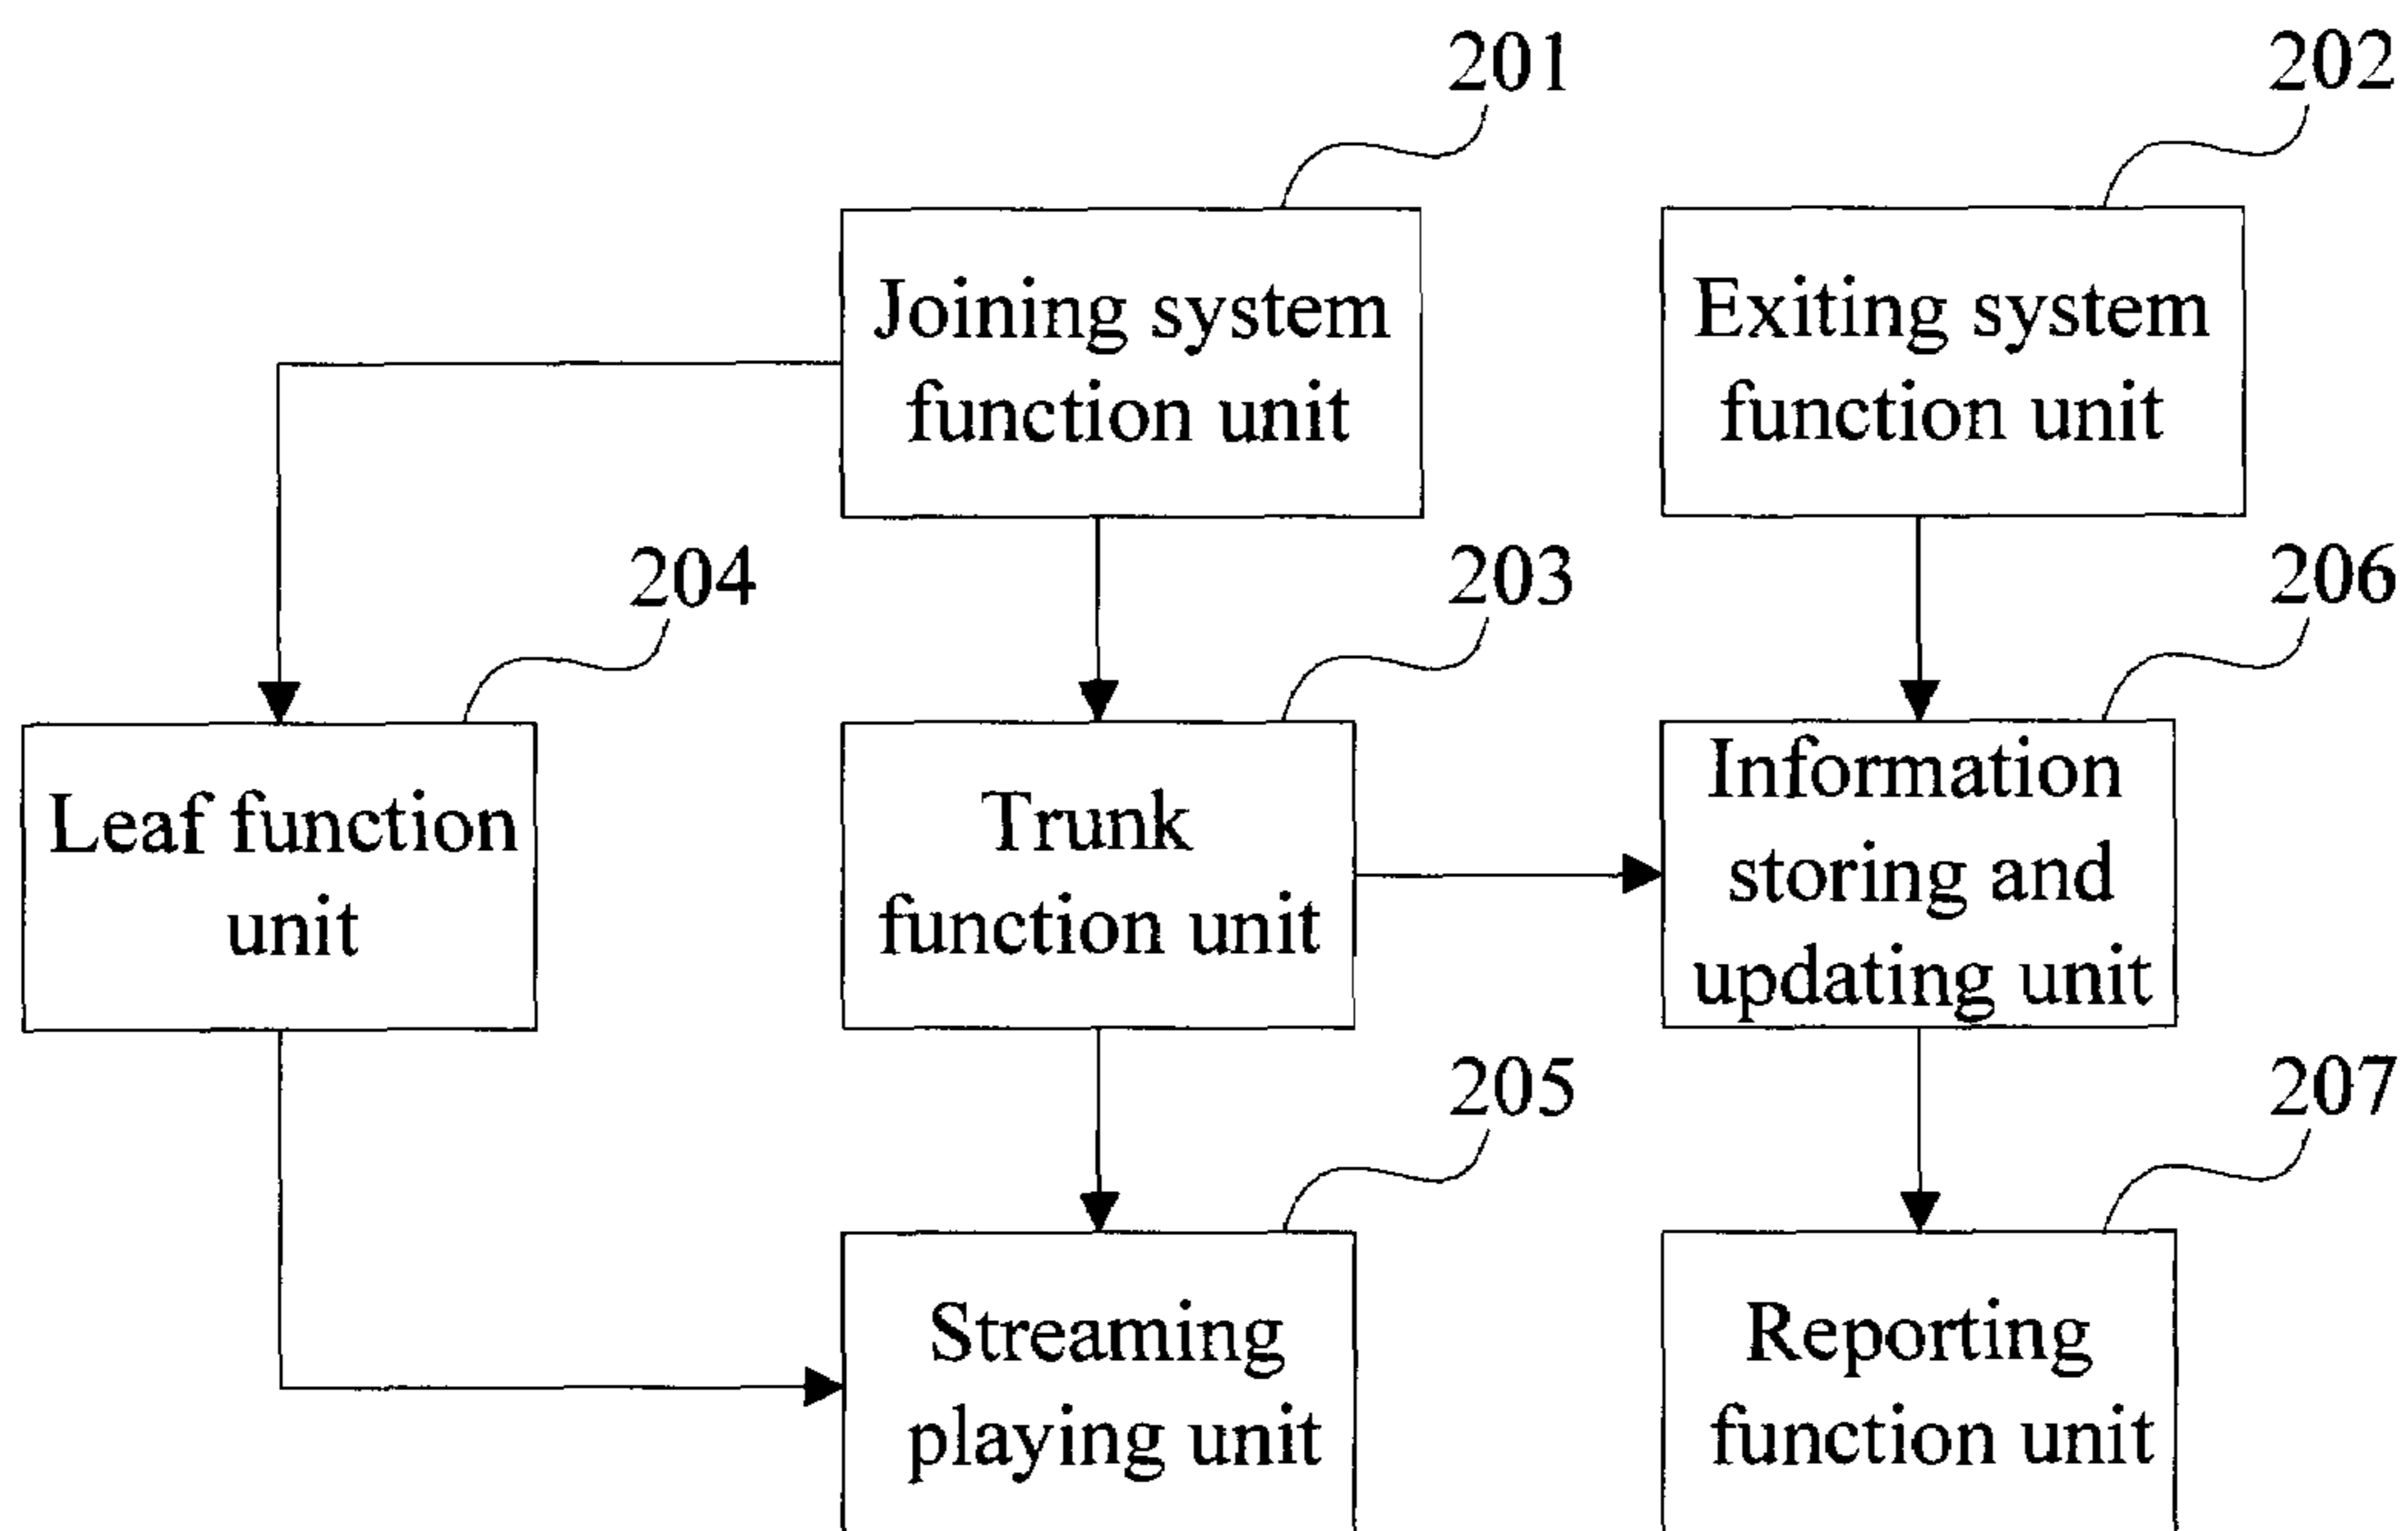 201
202
Joining system
function unit
Exiting system
function unit
204
203
206
Leaf function
unit
Trunk
function unit
Information
storing and
updating unit
205
207
Streaming
playing unit
Reporting
function unit